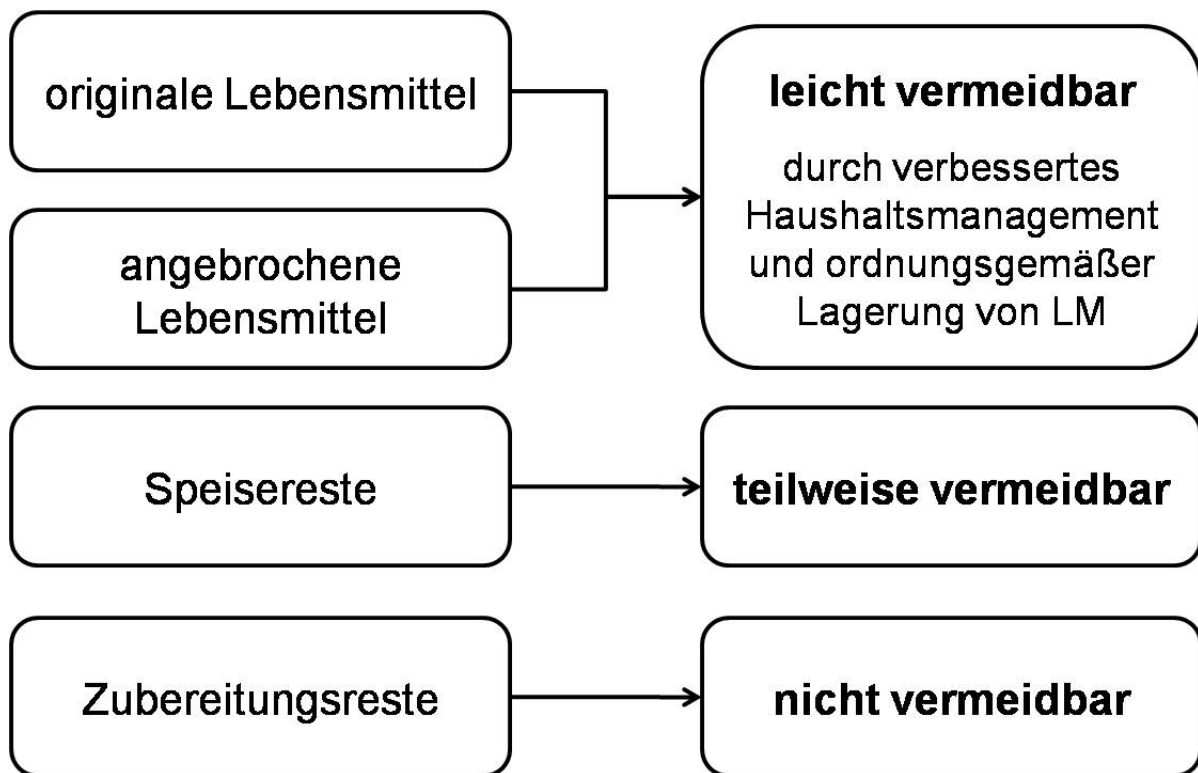 originale Lebensmittel
angebrochene
Lebensmittel
leicht vermeidbar
durch verbessertes
Haushaltsmanagement
und ordnungsgemäßer
Lagerung von LM
Speisereste
teilweise vermeidbar
Zubereitungsreste
nicht vermeidbar